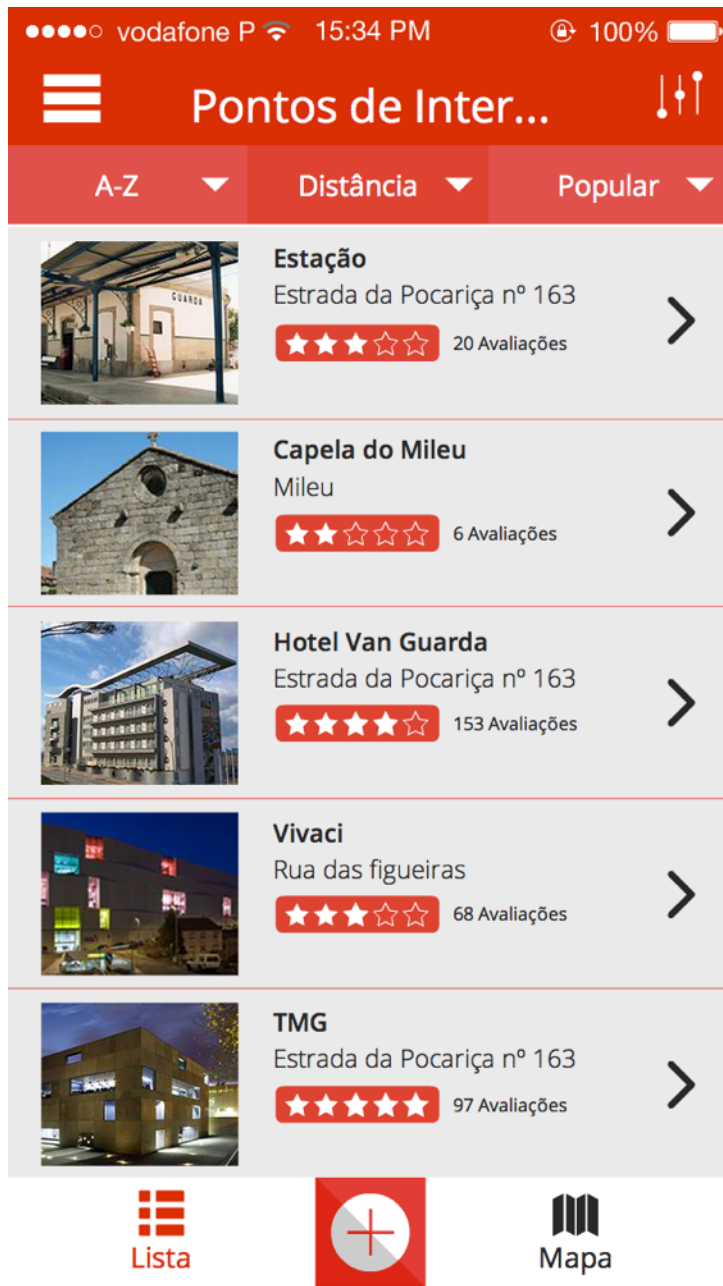 vodafone P 15:34 PM 100%
Pontos de Inter...
A-Z Distância Popular
GUARDA
Estação
Estrada da Pocariça nº 163
20 Avaliações
Capela do Mileu
Mileu
6 Avaliações
Hotel Van Guarda
Estrada da Pocariça nº 163
153 Avaliações
Vivaci
Rua das figueiras
68 Avaliações
TMG
Estrada da Pocariça nº 163
97 Avaliações
Lista Mapa